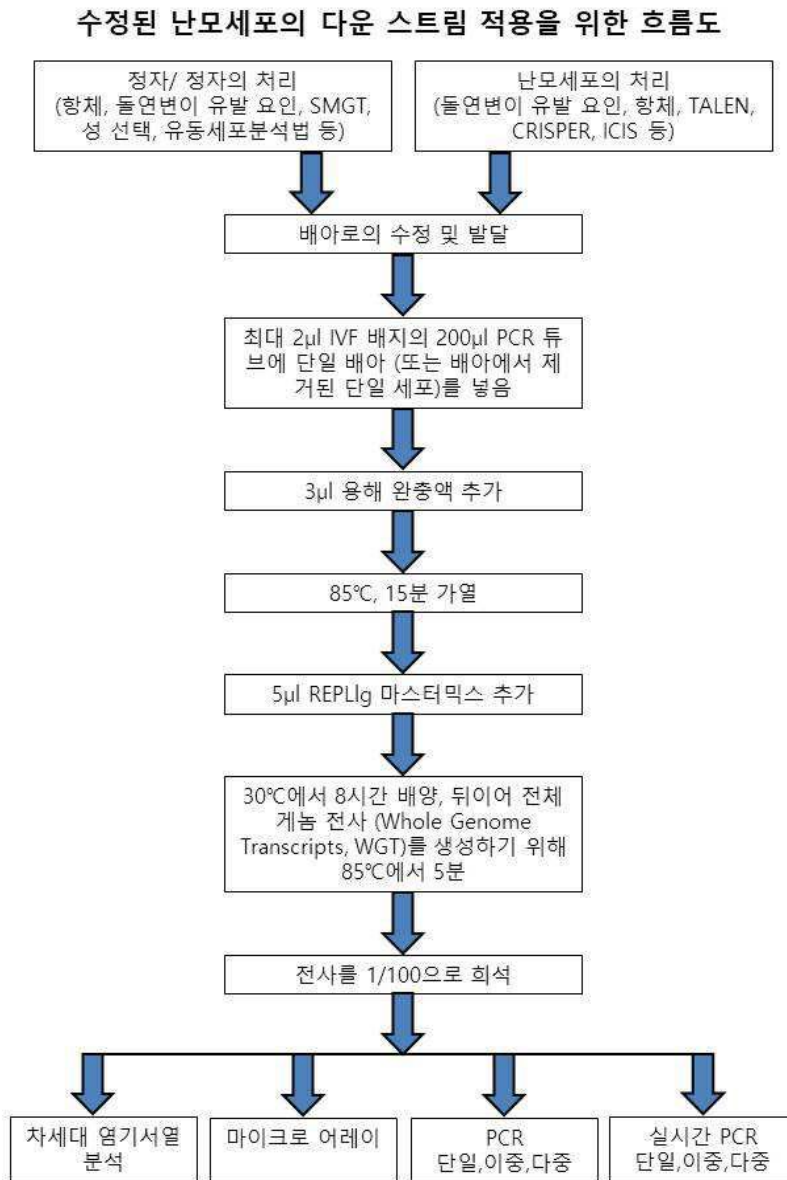 수정된 난모세포의 다운 스트림 적용을 위한 흐름도
정자/ 정자의 처리
(항체, 돌연변이 유발 요인, SMGT,
성 선택, 유동세포분석법 등)
난모세포의 처리
(돌연변이 유발 요인, 항체, TALEN,
CRISPER, ICIS 등)
배아로의 수정 및 발달
최대 2µl IVF 배지의 200µl PCR 튜
브에 단일 배아 (또는 배아에서 제
거된 단일 세포)를 넣음
3µl 용해 완충액 추가
85℃, 15분 가열
5µl REPLIg 마스터믹스 추가
30℃에서 8시간 배양, 뒤이어 전체
게놈 전사 (Whole Genome
Transcripts, WGT)를 생성하기 위해
85℃에서 5분
전사를 1/100으로 희석
차세대 염기서열
분석
마이크로 어레이
PCR
단일,이중,다중
실시간 PCR
단일,이중,다중